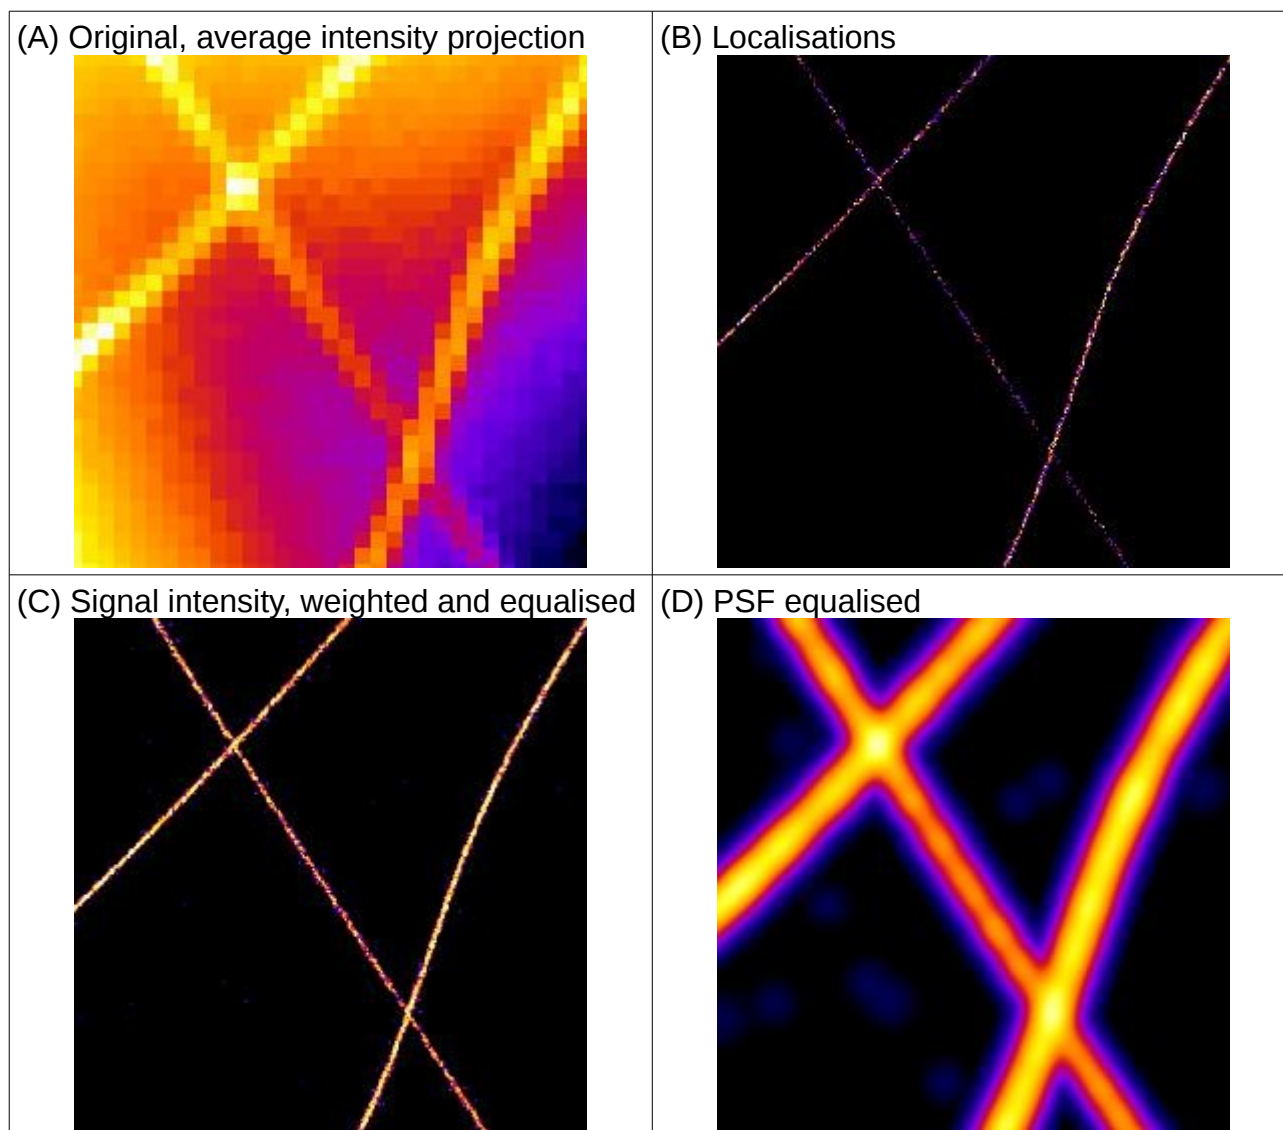 (A) Original, average intensity projection
(B) Localisations
(C) Signal intensity, weighted and equalised
(D) PSF equalised